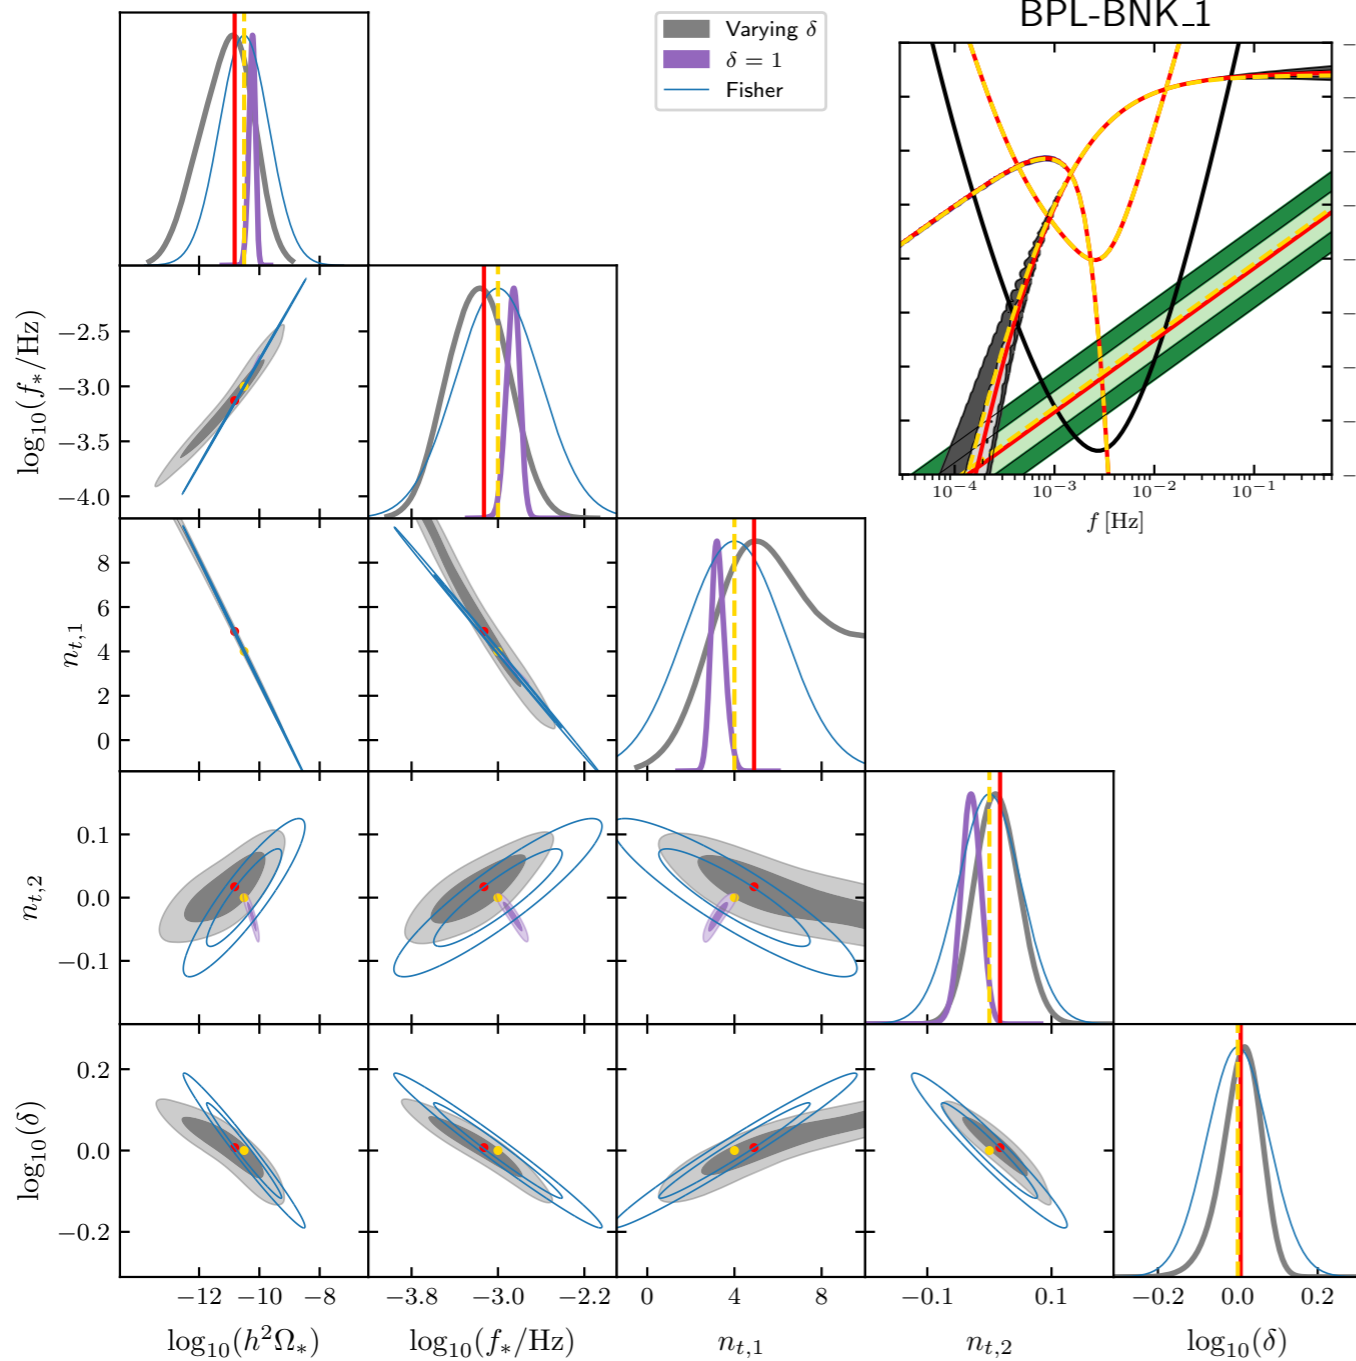 BPL-BNK_1
Varying δ
δ = 1
Fisher
10⁻⁴ 10⁻³ 10⁻² 10⁻¹
f [Hz]
log₁₀(f∗/Hz)
−2.5
−3.0
−3.5
−4.0
n_{t,1}
8
6
4
2
0
n_{t,2}
0.1
0.0
−0.1
log₁₀(δ)
0.2
0.0
−0.2
−12 −10 −8 −3.8 −3.0 −2.2 0 4 8 −0.1 0.1 −0.2 0.0 0.2
log₁₀(h²Ω∗) log₁₀(f∗/Hz) n_{t,1} n_{t,2} log₁₀(δ)